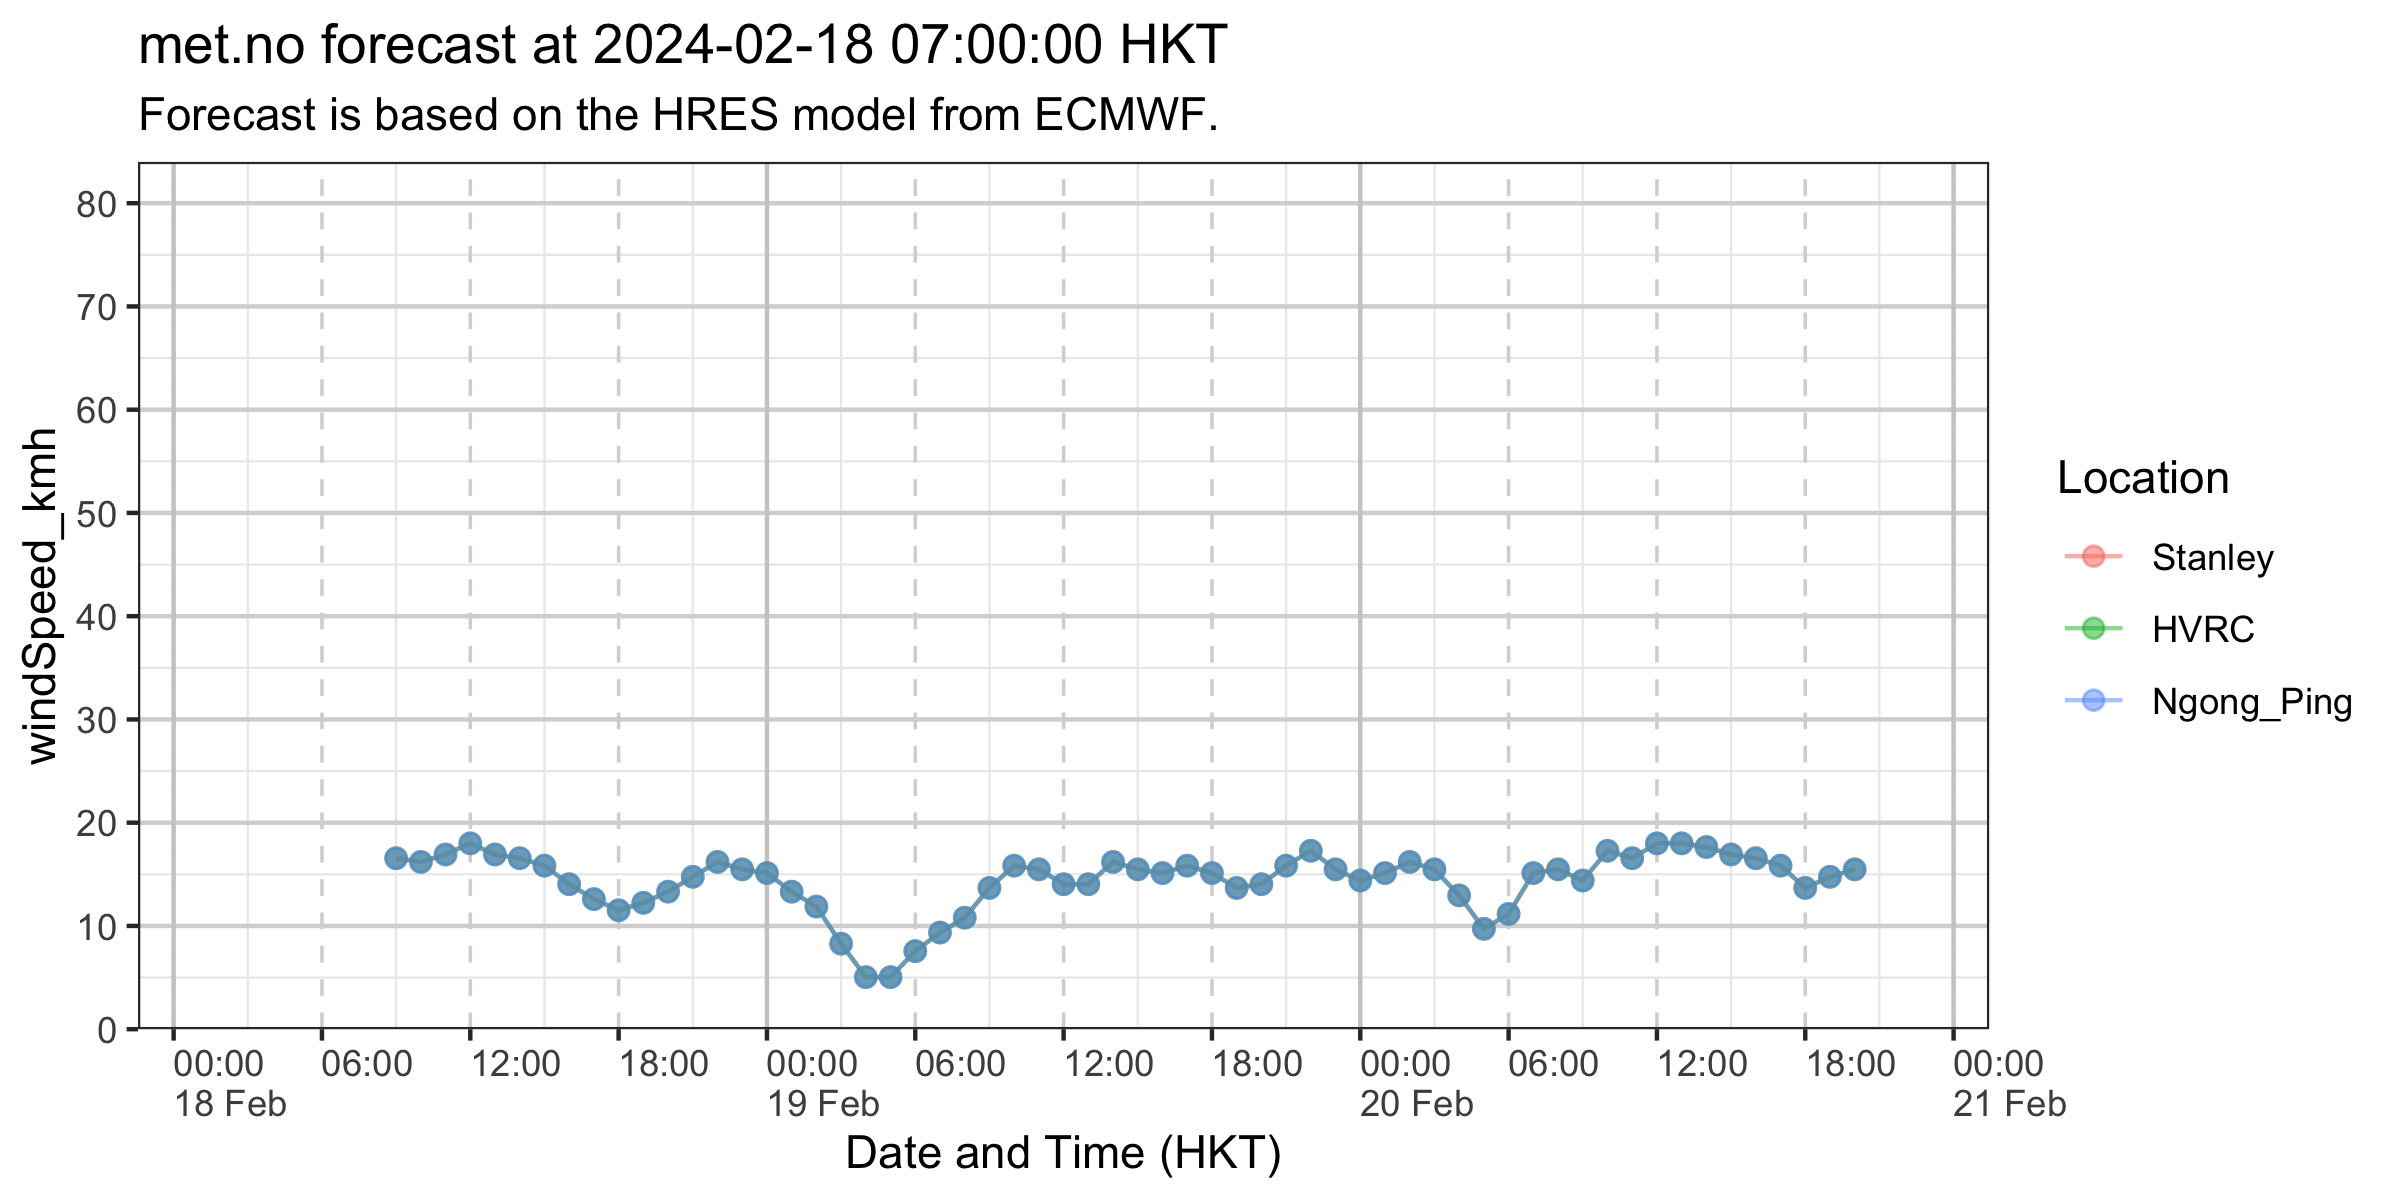 met.no forecast at 2024-02-18 07:00:00 HKT
Forecast is based on the HRES model from ECMWF.
windSpeed_kmh
80
70
60
50
40
30
20
10
0
00:00 06:00 12:00 18:00 00:00 06:00 12:00 18:00 00:00 06:00 12:00 18:00 00:00
18 Feb 19 Feb 20 Feb 21 Feb
Date and Time (HKT)
Location
Stanley
HVRC
Ngong_Ping